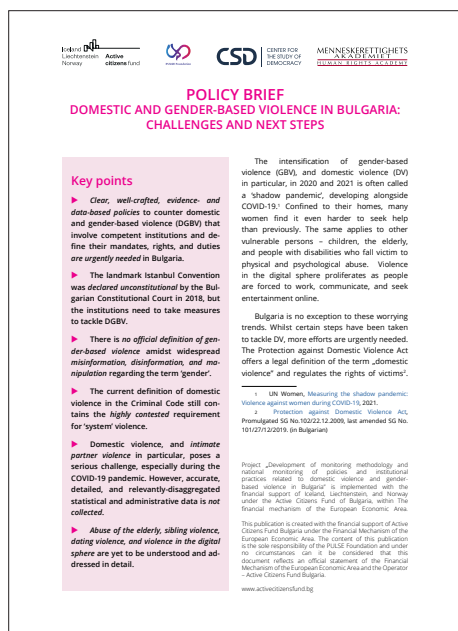 Iceland
Liechtenstein
Norway
Active
citizens fund
PULSE Foundation
CSD
CENTER FOR
THE STUDY OF
DEMOCRACY
MENNESKERETTIGHETS
AKADEMIET
HUMAN RIGHTS ACADEMY
POLICY BRIEF
DOMESTIC AND GENDER-BASED VIOLENCE IN BULGARIA:
CHALLENGES AND NEXT STEPS
Key points
▶ Clear, well-crafted, evidence- and
data-based policies to counter domestic
and gender-based violence (DGBV) that
involve competent institutions and de-
fine their mandates, rights, and duties
are urgently needed in Bulgaria.
▶ The landmark Istanbul Convention
was declared unconstitutional by the Bul-
garian Constitutional Court in 2018, but
the institutions need to take measures
to tackle DGBV.
▶ There is no official definition of gen-
der-based violence amidst widespread
misinformation, disinformation, and ma-
nipulation regarding the term ‘gender’.
▶ The current definition of domestic
violence in the Criminal Code still con-
tains the highly contested requirement
for ‘system’ violence.
▶ Domestic violence, and intimate
partner violence in particular, poses a
serious challenge, especially during the
COVID-19 pandemic. However, accurate,
detailed, and relevantly-disaggregated
statistical and administrative data is not
collected.
▶ Abuse of the elderly, sibling violence,
dating violence, and violence in the digital
sphere are yet to be understood and ad-
dressed in detail.
The intensification of gender-based
violence (GBV), and domestic violence (DV)
in particular, in 2020 and 2021 is often called
a ‘shadow pandemic’, developing alongside
COVID-19.¹ Confined to their homes, many
women find it even harder to seek help
than previously. The same applies to other
vulnerable persons – children, the elderly,
and people with disabilities who fall victim to
physical and psychological abuse. Violence
in the digital sphere proliferates as people
are forced to work, communicate, and seek
entertainment online.
Bulgaria is no exception to these worrying
trends. Whilst certain steps have been taken
to tackle DV, more efforts are urgently needed.
The Protection against Domestic Violence Act
offers a legal definition of the term „domestic
violence” and regulates the rights of victims².
1 UN Women, Measuring the shadow pandemic:
Violence against women during COVID-19, 2021.
2 Protection against Domestic Violence Act,
Promulgated SG No.102/22.12.2009, last amended SG No.
101/27/12/2019. (in Bulgarian)
Project „Development of monitoring methodology and
national monitoring of policies and institutional
practices related to domestic violence and gender-
based violence in Bulgaria” is implemented with the
financial support of Iceland, Liechtenstein, and Norway
under the Active Citizens Fund of Bulgaria, within The
financial mechanism of the European Economic Area.
This publication is created with the financial support of Active
Citizens Fund Bulgaria under the Financial Mechanism of the
European Economic Area. The content of this publication
is the sole responsibility of the PULSE Foundation and under
no circumstances can it be considered that this
document reflects an official statement of the Financial
Mechanism of the European Economic Area and the Operator
– Active Citizens Fund Bulgaria.
www.activecitizensfund.bg